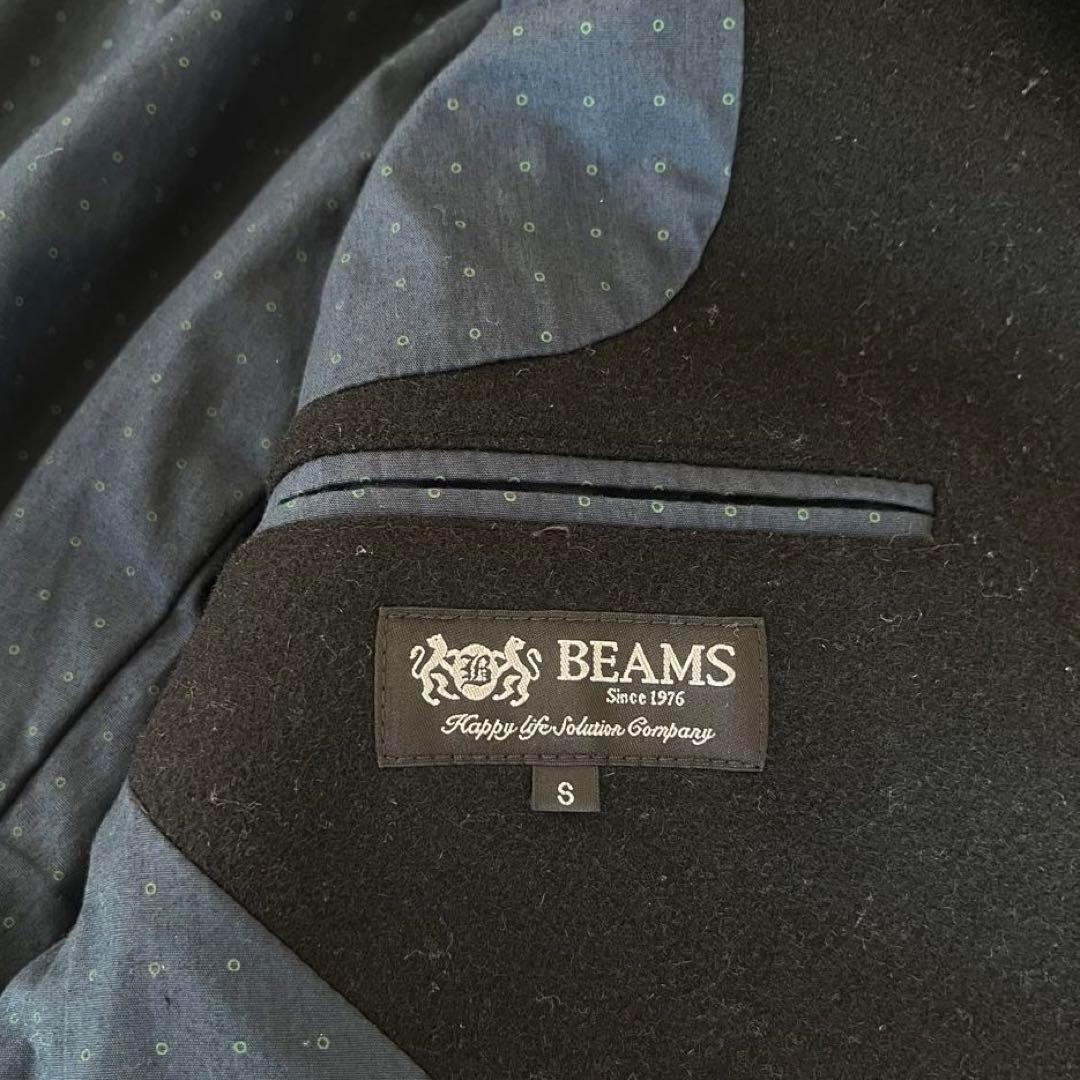 B
BEAMS
Since 1976
Happy life Solution Company
S